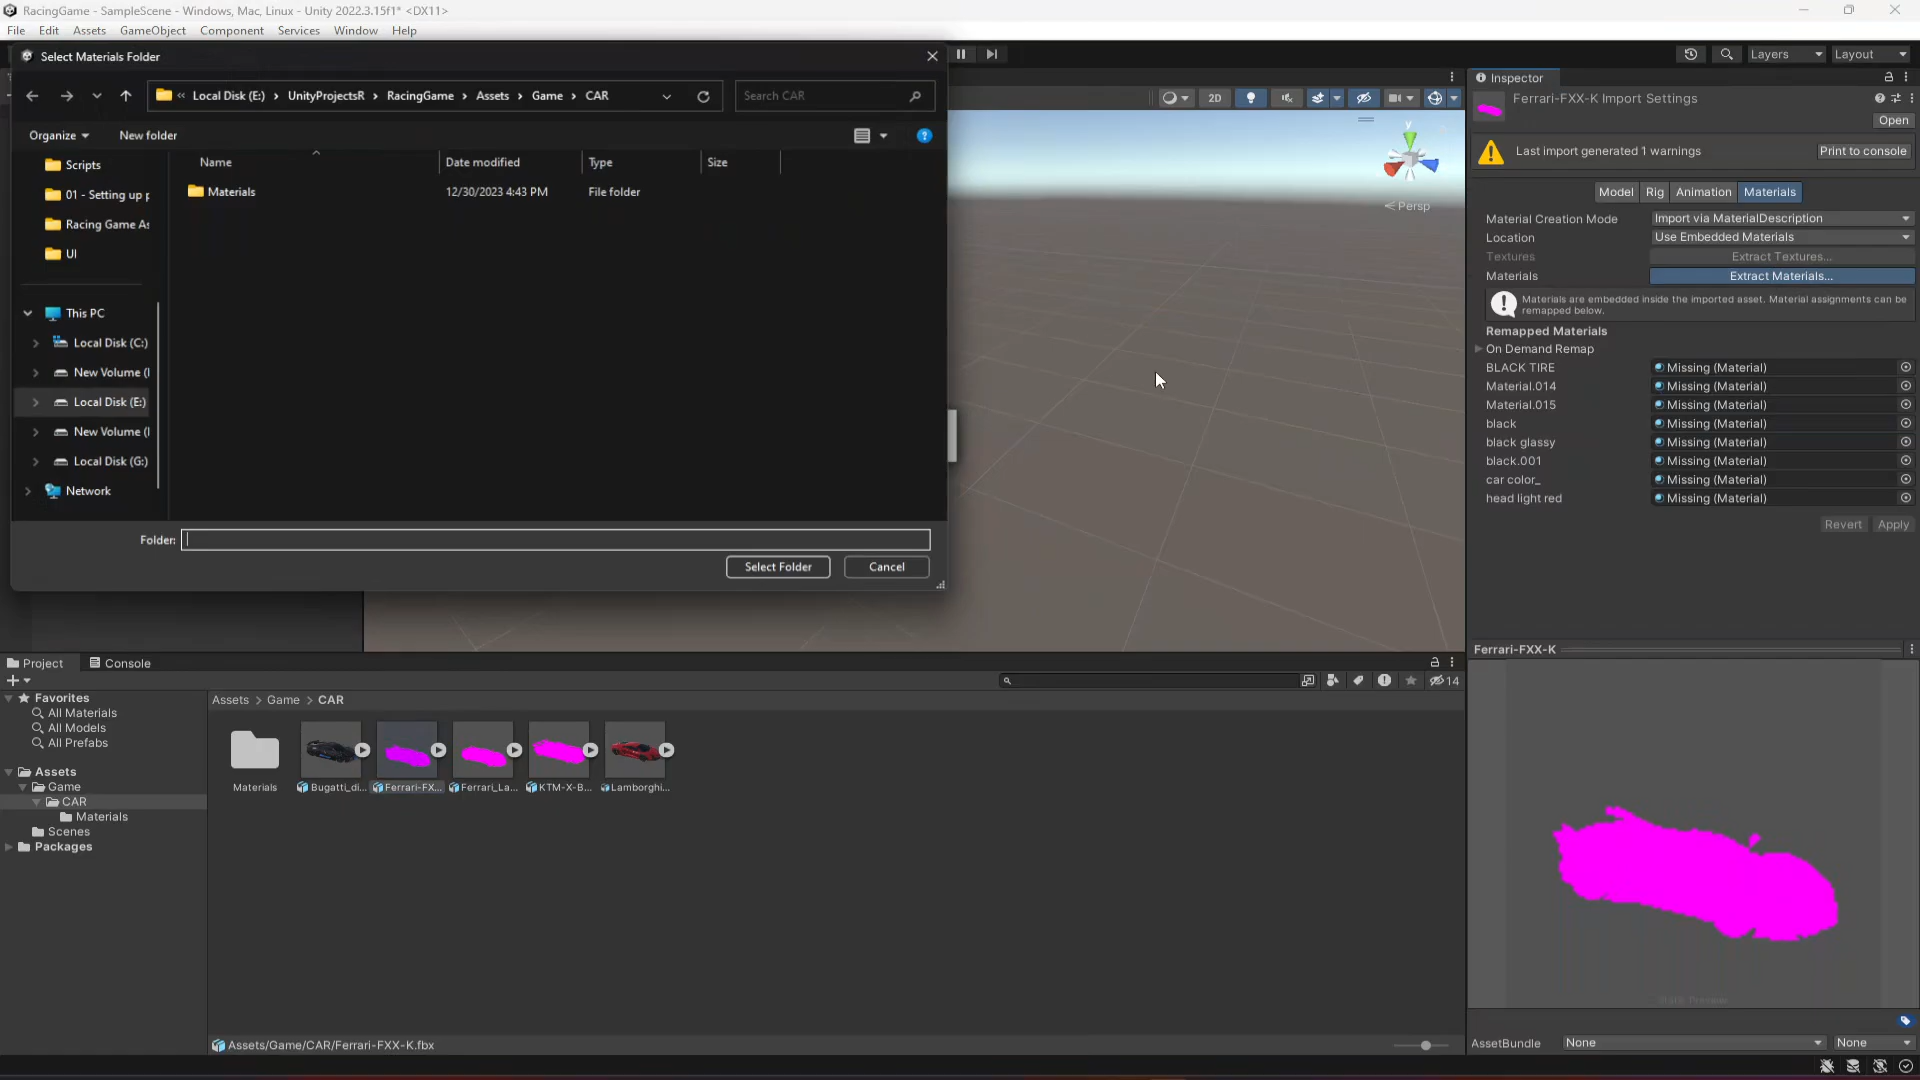 RacingGame - SampleScene - Windows, Mac, Linux - Unity 2022.3.15f1* <DX11>
File Edit Assets GameObject Component Services Window Help
Select Materials Folder
Layers Layout
« Local Disk (E:) › UnityProjectsR › RacingGame › Assets › Game › CAR
Search CAR
2D
Organize New folder
Name Date modified Type Size
Materials 12/30/2023 4:43 PM File folder
Scripts
01 - Setting up p
Racing Game As
UI
This PC
Local Disk (C:)
New Volume (
Local Disk (E:)
New Volume (
Local Disk (G:)
Network
Folder:
Select Folder Cancel
y
Persp
Inspector
Ferrari-FXX-K Import Settings
Open
Last import generated 1 warnings Print to console
Model Rig Animation Materials
Material Creation Mode Import via MaterialDescription
Location Use Embedded Materials
Textures Extract Textures...
Materials Extract Materials...
Materials are embedded inside the imported asset. Material assignments can be
remapped below.
Remapped Materials
On Demand Remap
BLACK TIRE Missing (Material)
Material.014 Missing (Material)
Material.015 Missing (Material)
black Missing (Material)
black glassy Missing (Material)
black.001 Missing (Material)
car color_ Missing (Material)
head light red Missing (Material)
Revert Apply
Ferrari-FXX-K
Project Console
14
Favorites
All Materials
All Models
All Prefabs
Assets
Game
CAR
Materials
Scenes
Packages
Assets > Game > CAR
Materials Bugatti_di... Ferrari-FX... Ferrari_La... KTM-X-B... Lamborghi...
Assets/Game/CAR/Ferrari-FXX-K.fbx
AssetBundle None None